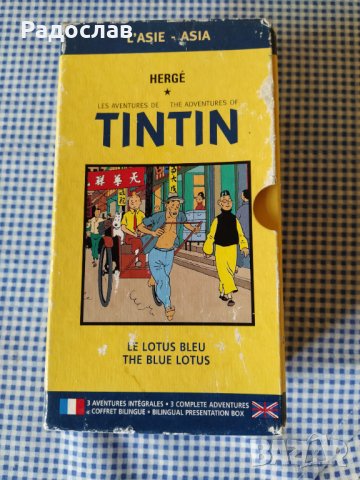 Радослав
L'ASIE - ASIA
HERGÉ
LES AVENTURES DE THE ADVENTURES OF
TINTIN
LE LOTUS BLEU
THE BLUE LOTUS
3 AVENTURES INTÉGRALES • 3 COMPLETE ADVENTURES
COFFRET BILINGUE • BILINGUAL PRESENTATION BOX
BAZAR